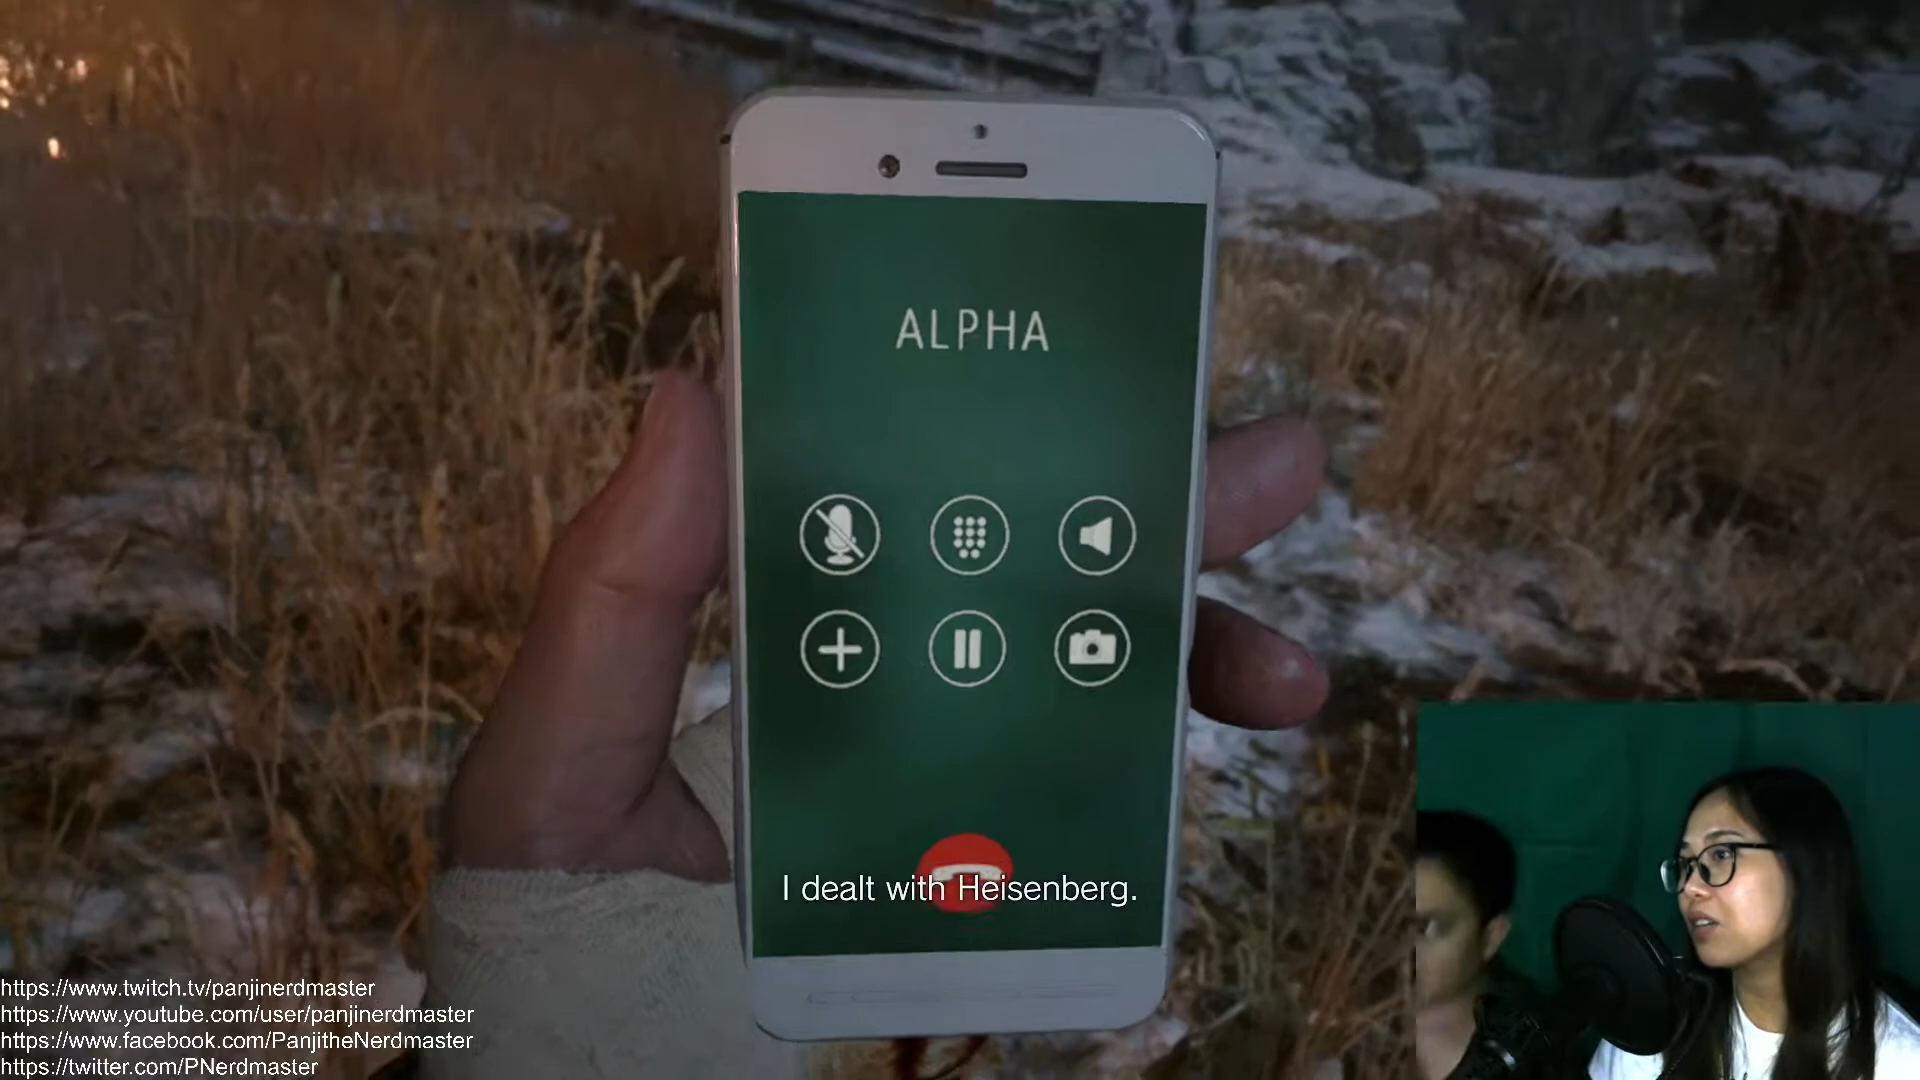 ALPHA
I dealt with Heisenberg.
https://www.twitch.tv/panjinerdmaster
https://www.youtube.com/user/panjinerdmaster
https://www.facebook.com/PanjitheNerdmaster
https://twitter.com/PNerdmaster